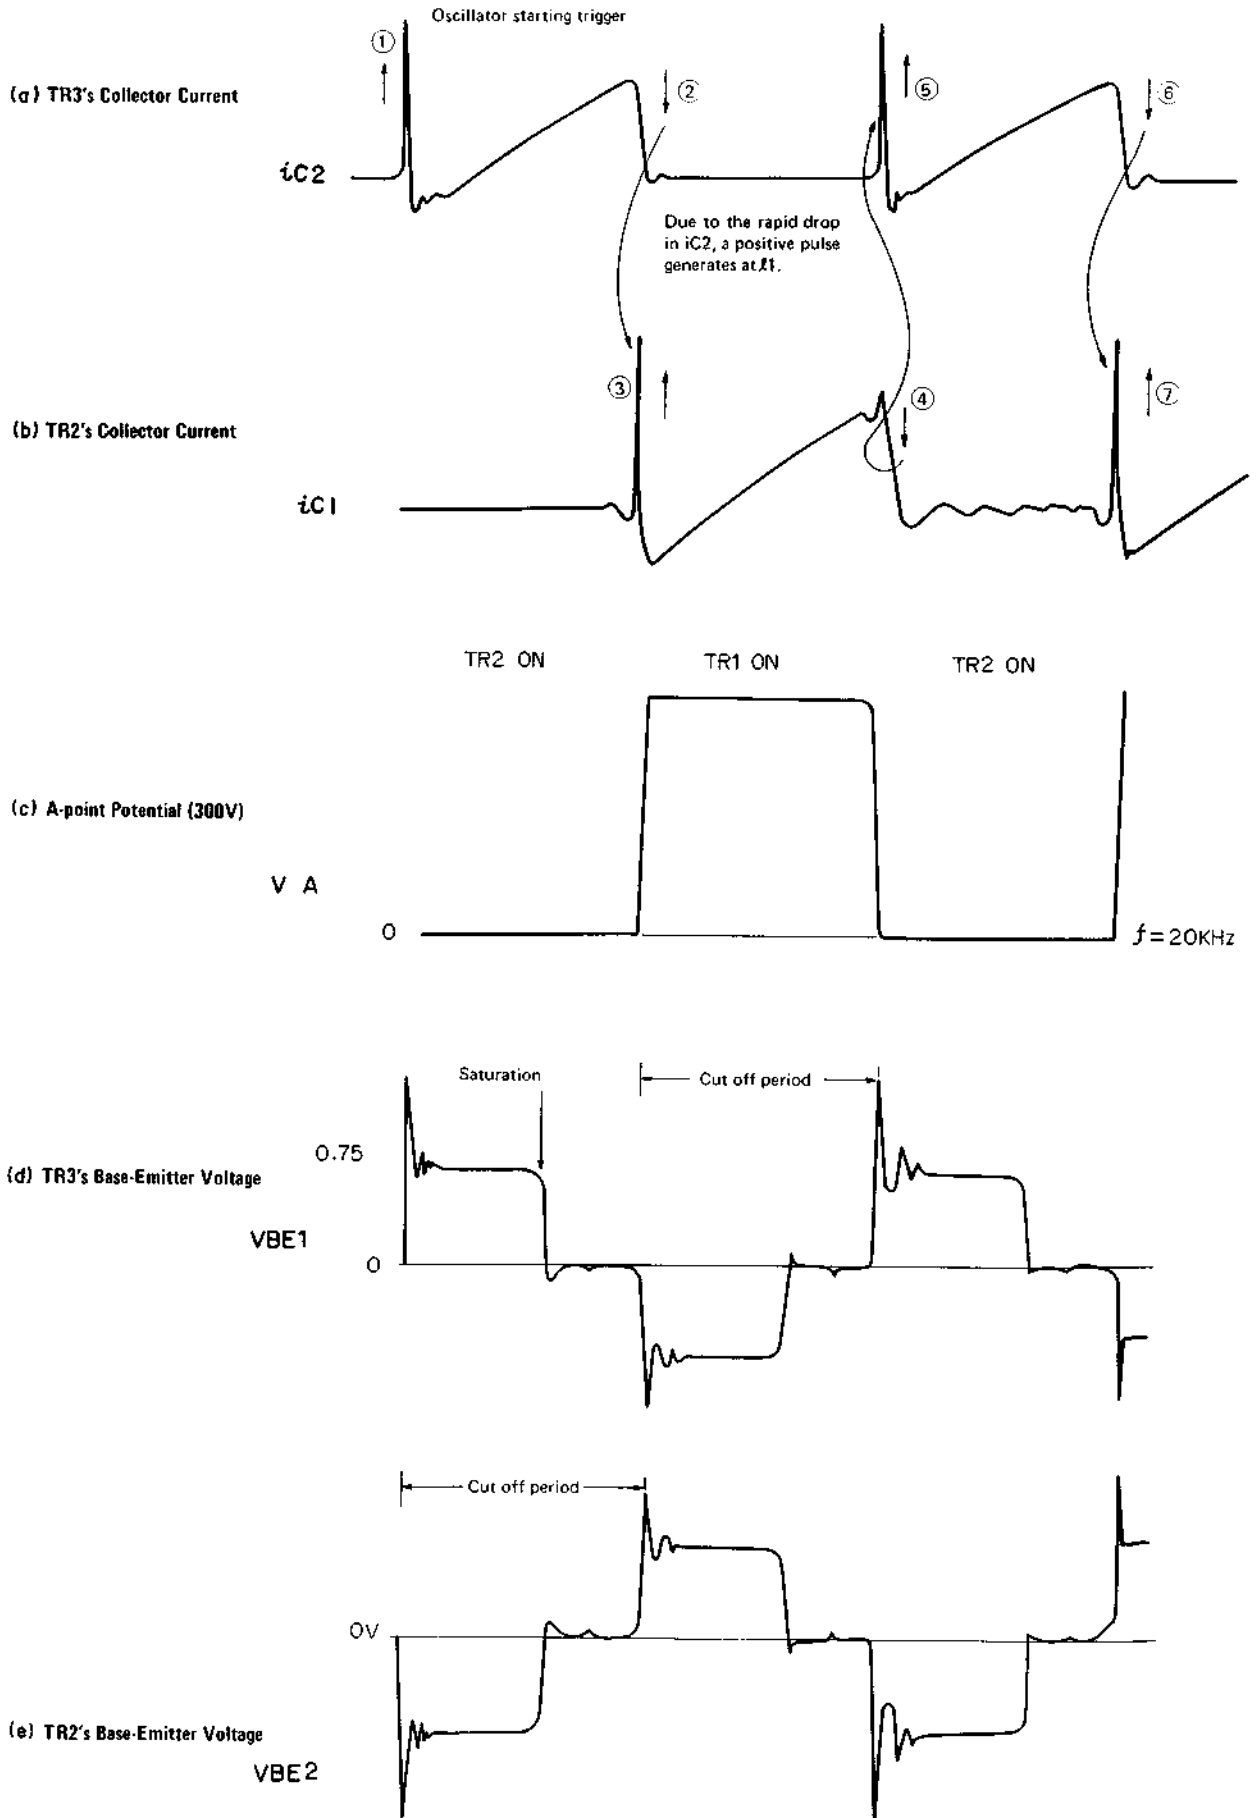 Oscillator starting trigger
①
(a) TR3's Collector Current
②
⑤
⑥
iC2
Due to the rapid drop
in iC2, a positive pulse
generates at ℓ1.
③
④
⑦
(b) TR2's Collector Current
iC1
TR2 ON
TR1 ON
TR2 ON
(c) A-point Potential (300V)
V A
0
f=20KHz
Saturation
Cut off period
0.75
(d) TR3's Base-Emitter Voltage
VBE1
0
Cut off period
0V
(e) TR2's Base-Emitter Voltage
VBE2